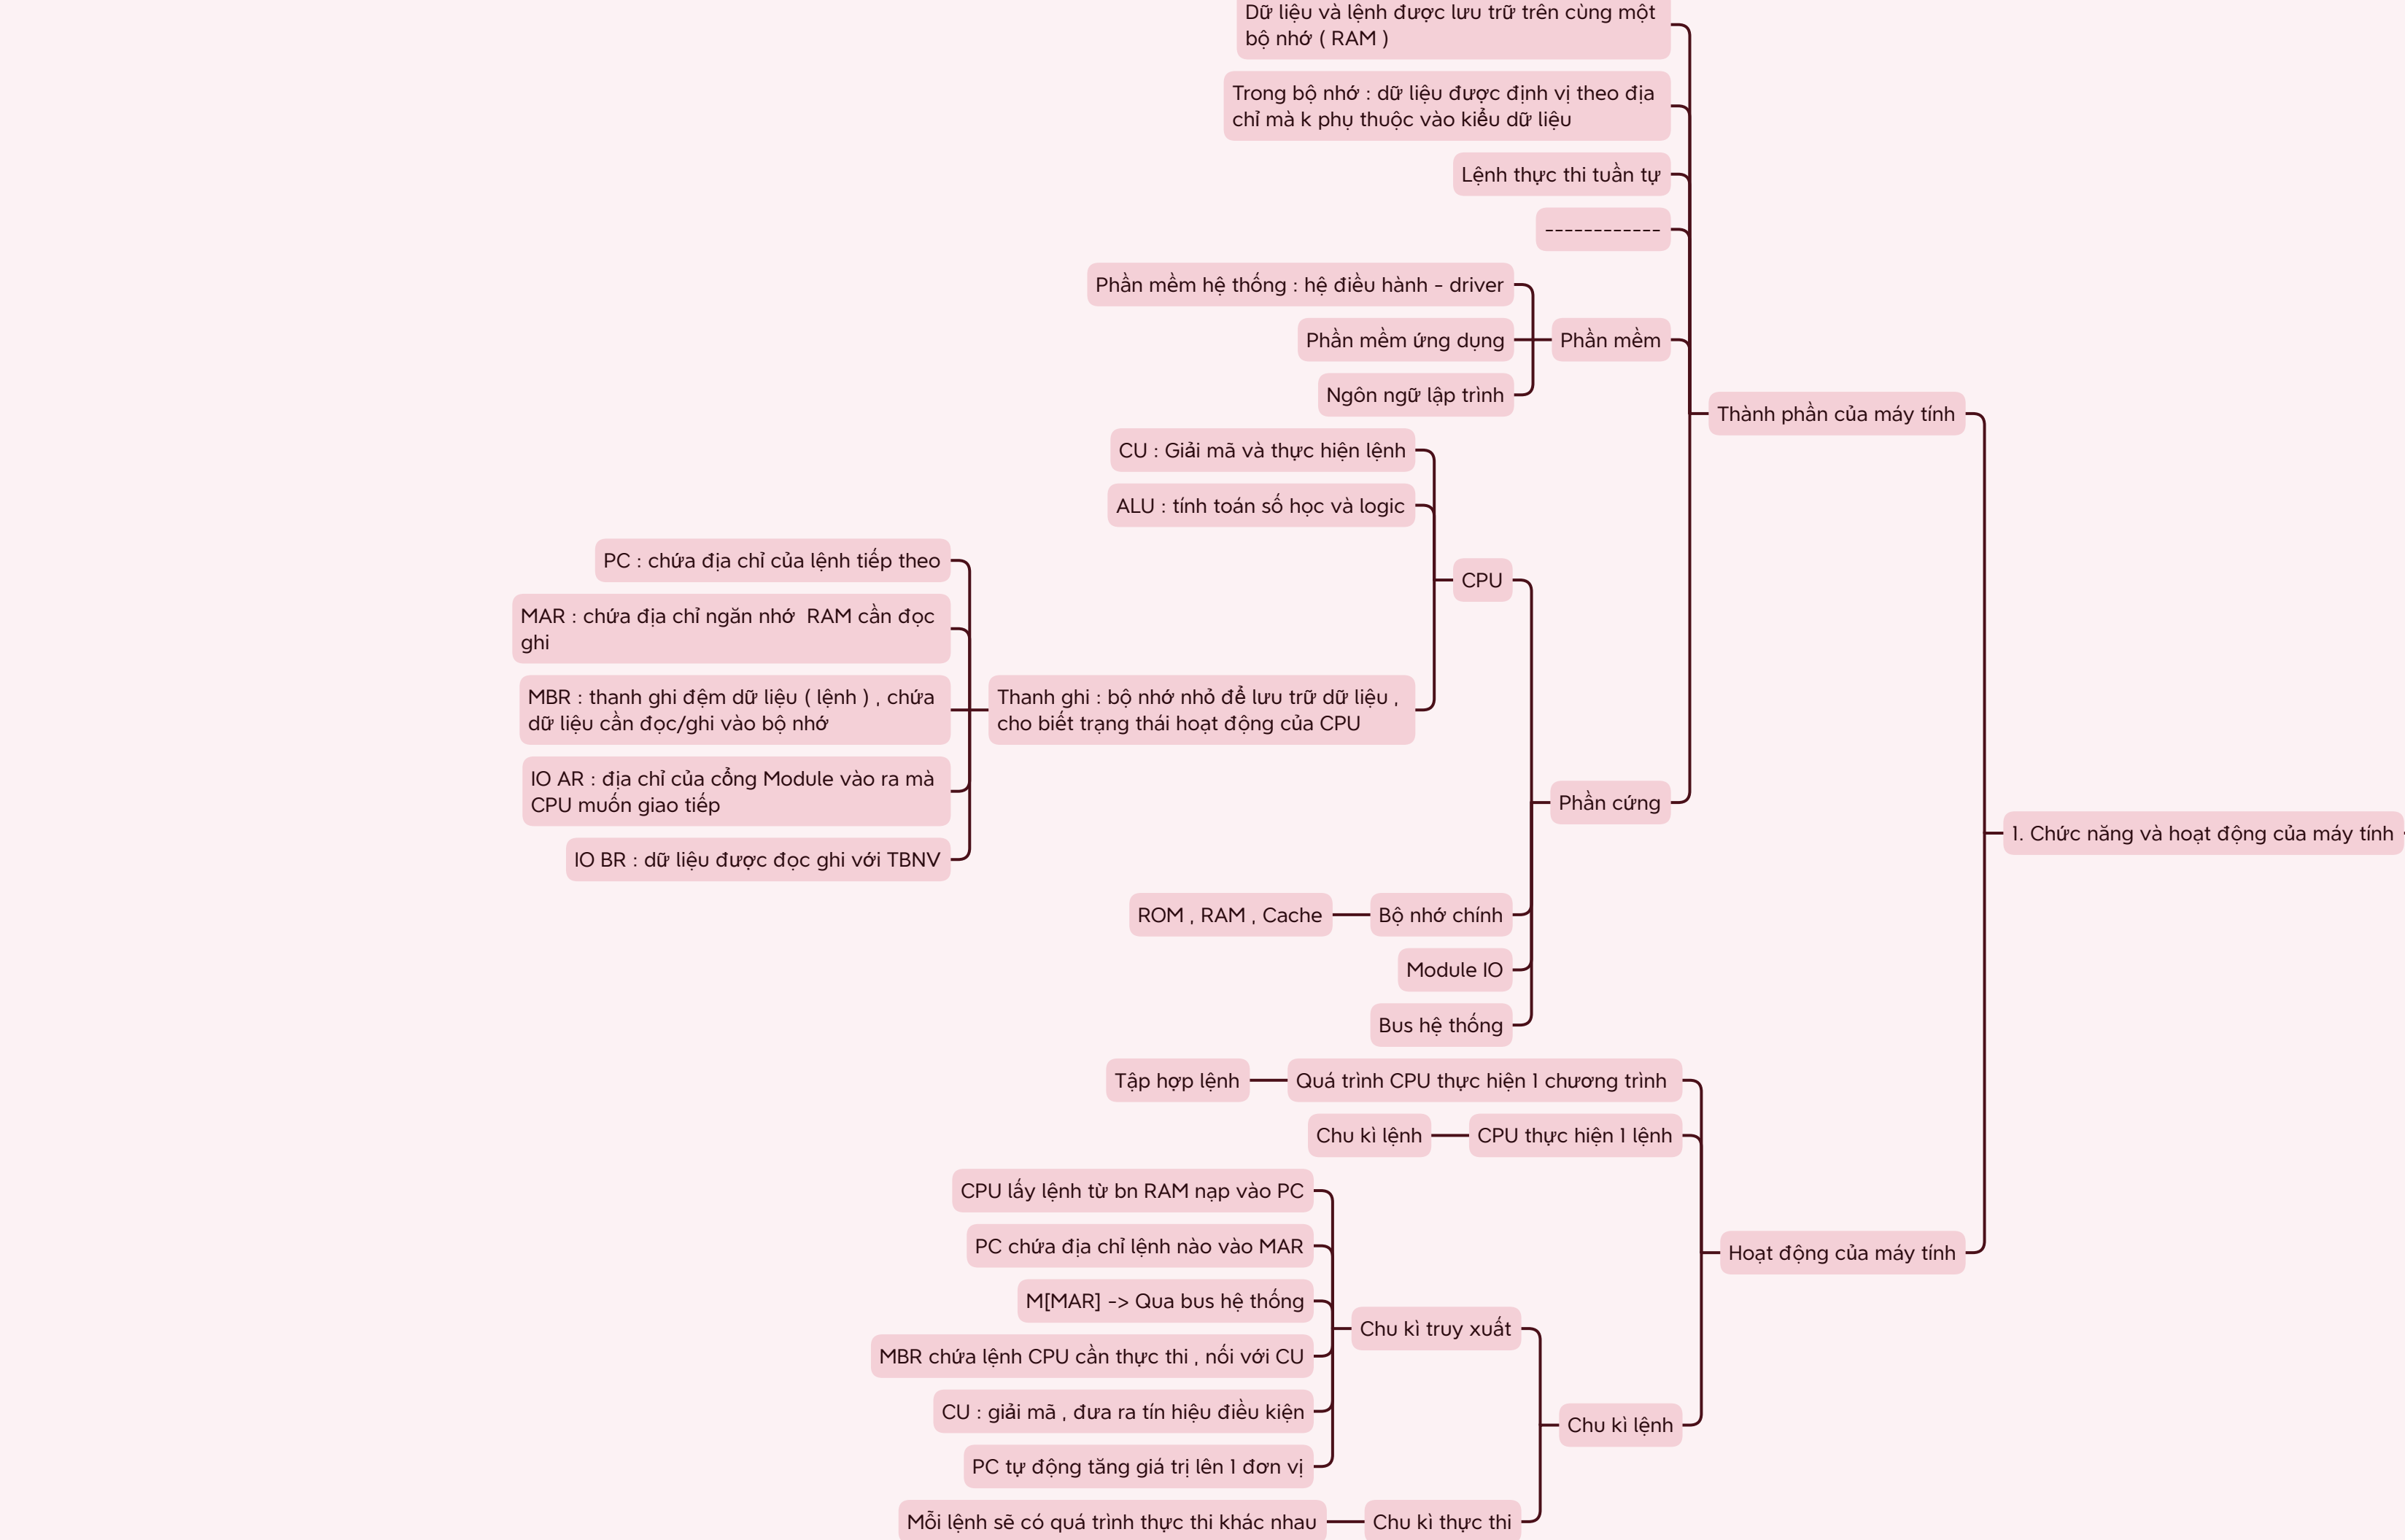 Dữ liệu và lệnh được lưu trữ trên cùng một
bộ nhớ ( RAM )
Trong bộ nhớ : dữ liệu được định vị theo địa
chỉ mà k phụ thuộc vào kiểu dữ liệu
Lệnh thực thi tuần tự
------------
Phần mềm hệ thống : hệ điều hành - driver
Phần mềm ứng dụng
Phần mềm
Ngôn ngữ lập trình
Thành phần của máy tính
CU : Giải mã và thực hiện lệnh
ALU : tính toán số học và logic
CPU
PC : chứa địa chỉ của lệnh tiếp theo
MAR : chứa địa chỉ ngăn nhớ  RAM cần đọc
ghi
MBR : thanh ghi đệm dữ liệu ( lệnh ) , chứa
dữ liệu cần đọc/ghi vào bộ nhớ
Thanh ghi : bộ nhớ nhỏ để lưu trữ dữ liệu ,
cho biết trạng thái hoạt động của CPU
IO AR : địa chỉ của cổng Module vào ra mà
CPU muốn giao tiếp
IO BR : dữ liệu được đọc ghi với TBNV
Phần cứng
1. Chức năng và hoạt động của máy tính
ROM , RAM , Cache
Bộ nhớ chính
Module IO
Bus hệ thống
Tập hợp lệnh
Quá trình CPU thực hiện 1 chương trình
Chu kì lệnh
CPU thực hiện 1 lệnh
CPU lấy lệnh từ bn RAM nạp vào PC
PC chứa địa chỉ lệnh nào vào MAR
Hoạt động của máy tính
M[MAR] -> Qua bus hệ thống
Chu kì truy xuất
MBR chứa lệnh CPU cần thực thi , nối với CU
CU : giải mã , đưa ra tín hiệu điều kiện
Chu kì lệnh
PC tự động tăng giá trị lên 1 đơn vị
Mỗi lệnh sẽ có quá trình thực thi khác nhau
Chu kì thực thi